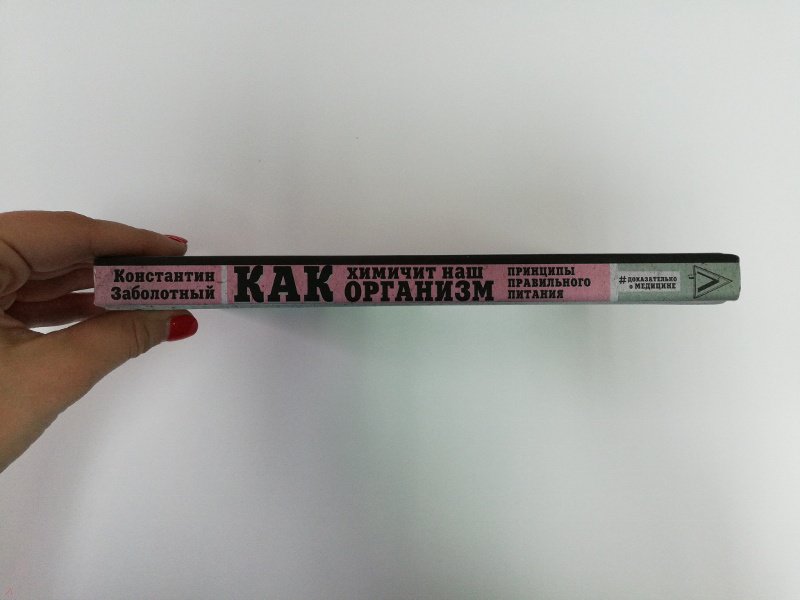 Константин
Заболотный
КАК
ХИМИЧИТ НАШ
ОРГАНИЗМ
ПРИНЦИПЫ
ПРАВИЛЬНОГО
ПИТАНИЯ
#ДОКАЗАТЕЛЬНО
О МЕДИЦИНЕ